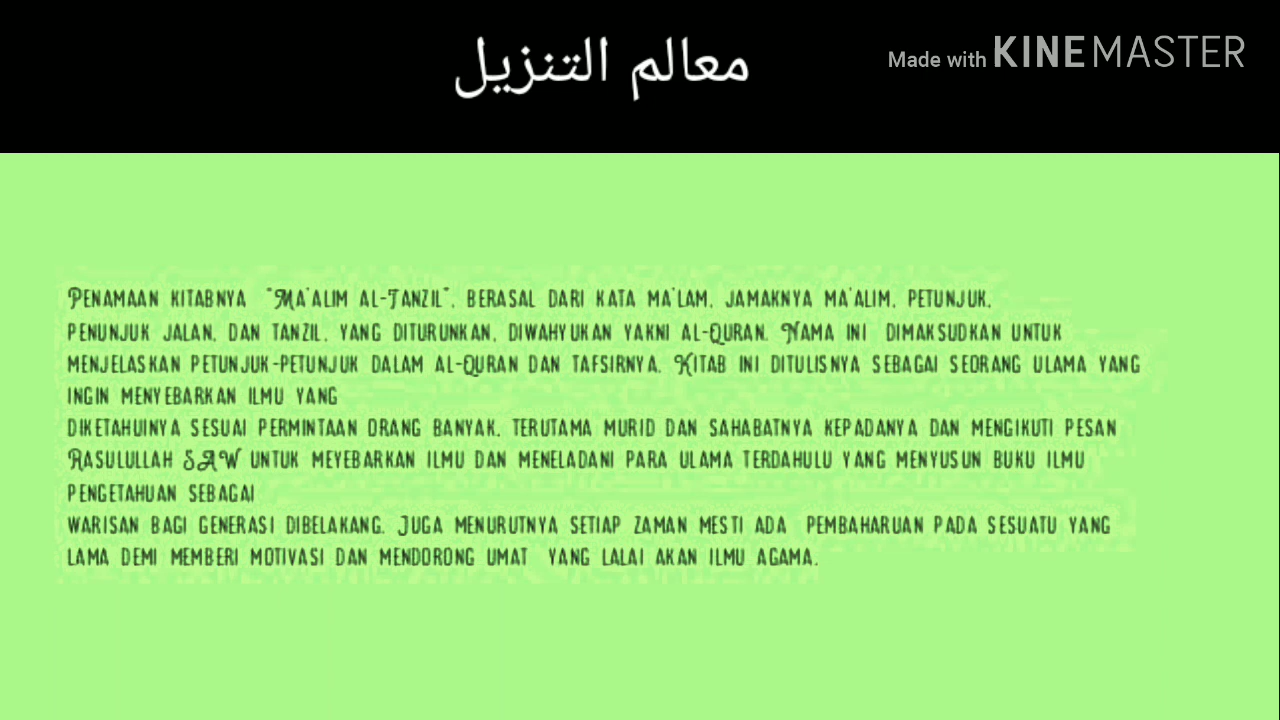 معالم التنزيل
Made with KINEMASTER
PENAMAAN KITABNYA "MA'ALIM AL-TANZIL", BERASAL DARI KATA MA'LAM, JAMAKNYA MA'ALIM, PETUNJUK,
PENUNJUK JALAN, DAN TANZIL, YANG DITURUNKAN, DIWAHYUKAN YAKNI AL-QURAN. NAMA INI DIMAKSUDKAN UNTUK
MENJELASKAN PETUNJUK-PETUNJUK DALAM AL-QURAN DAN TAFSIRNYA. KITAB INI DITULISNYA SEBAGAI SEORANG ULAMA YANG
INGIN MENYEBARKAN ILMU YANG
DIKETAHUINYA SESUAI PERMINTAAN ORANG BANYAK, TERUTAMA MURID DAN SAHABATNYA KEPADANYA DAN MENGIKUTI PESAN
RASULULLAH SAW UNTUK MEYEBARKAN ILMU DAN MENELADANI PARA ULAMA TERDAHULU YANG MENYUSUN BUKU ILMU
PENGETAHUAN SEBAGAI
WARISAN BAGI GENERASI DIBELAKANG. JUGA MENURUTNYA SETIAP ZAMAN MESTI ADA PEMBAHARUAN PADA SESUATU YANG
LAMA DEMI MEMBERI MOTIVASI DAN MENDORONG UMAT YANG LALAI AKAN ILMU AGAMA.